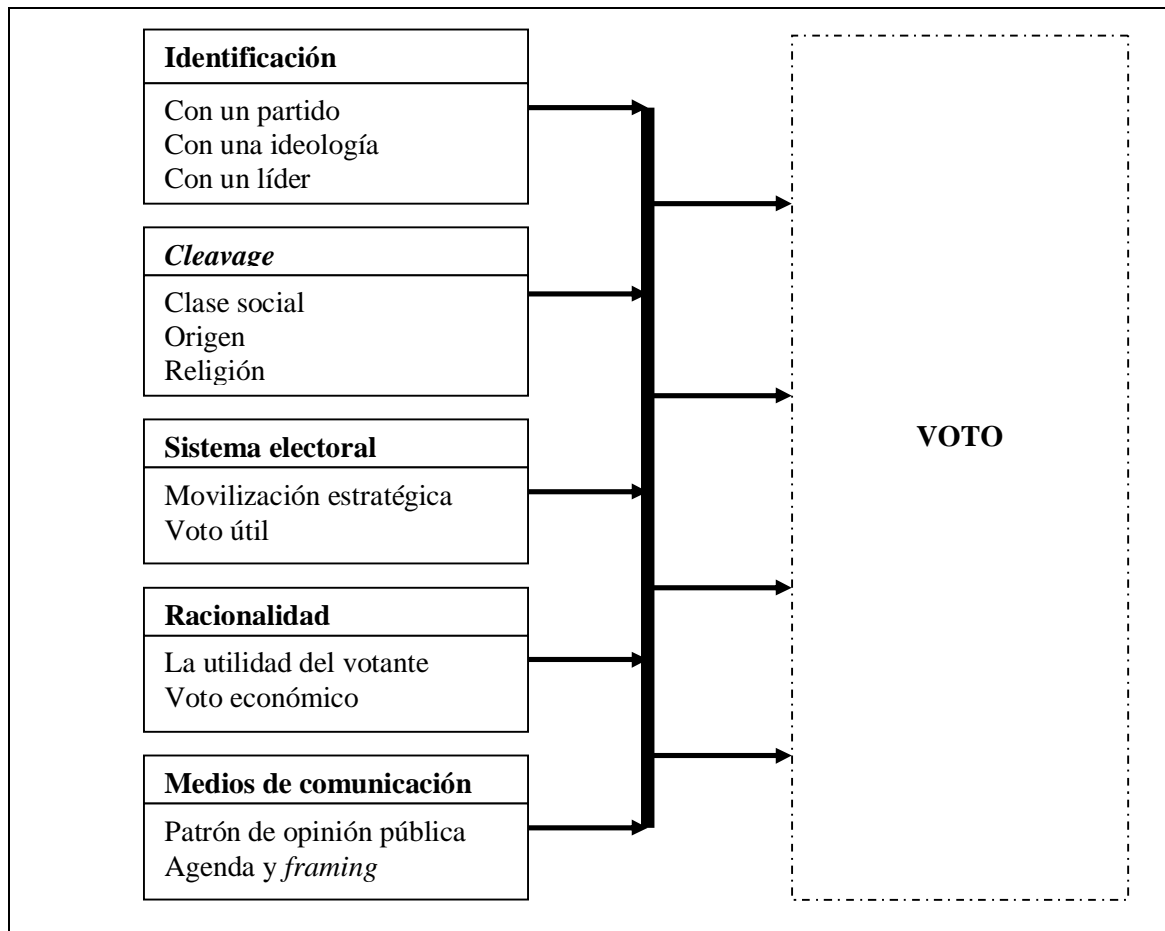 Identificación
Con un partido
Con una ideología
Con un líder
Cleavage
Clase social
Origen
Religión
Sistema electoral
Movilización estratégica
Voto útil
Racionalidad
La utilidad del votante
Voto económico
Medios de comunicación
Patrón de opinión pública
Agenda y framing
VOTO